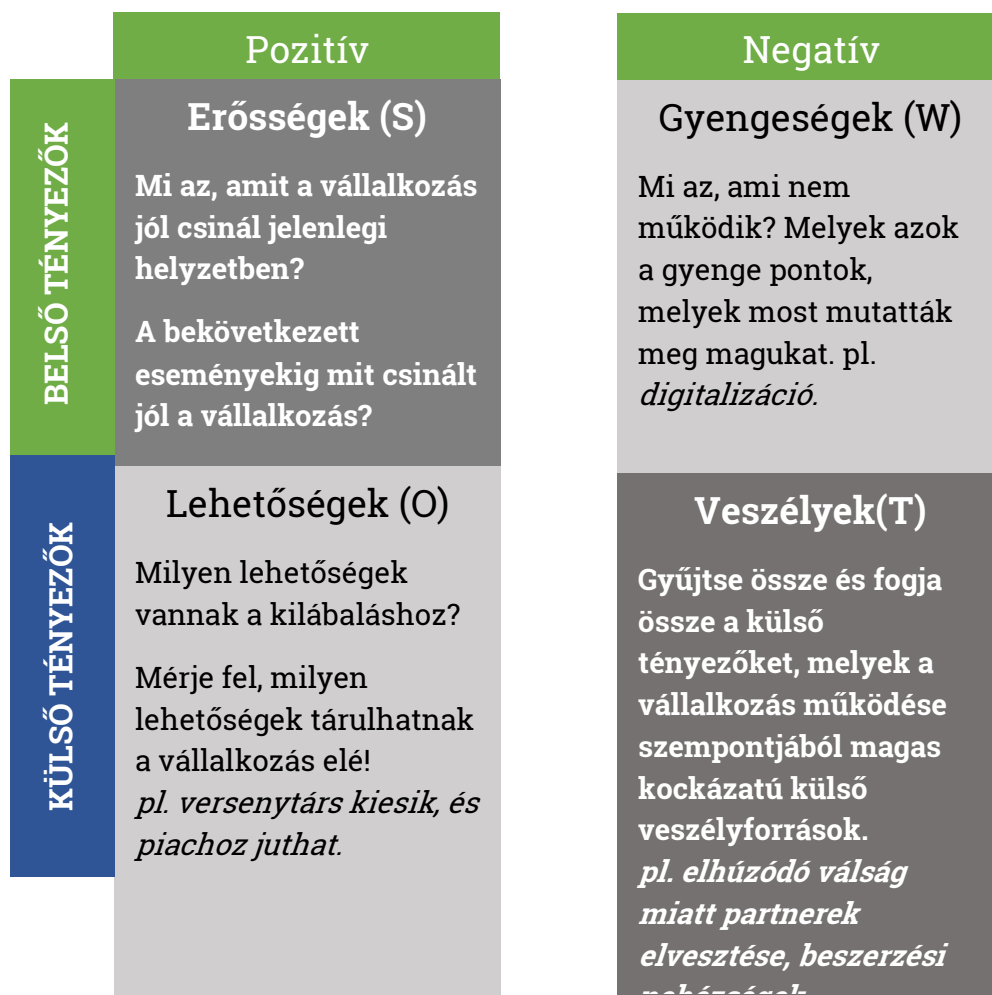 Pozitív
Negatív
BELSŐ TÉNYEZŐK
Erősségek (S)
Mi az, amit a vállalkozás
jól csinál jelenlegi
helyzetben?
A bekövetkezett
eseményekig mit csinált
jól a vállalkozás?
Gyengeségek (W)
Mi az, ami nem
működik? Melyek azok
a gyenge pontok,
melyek most mutatták
meg magukat. pl.
digitalizáció.
KÜLSŐ TÉNYEZŐK
Lehetőségek (O)
Milyen lehetőségek
vannak a kilábaláshoz?
Mérje fel, milyen
lehetőségek tárulhatnak
a vállalkozás elé!
pl. versenytárs kiesik, és
piachoz juthat.
Veszélyek(T)
Gyűjtse össze és fogja
össze a külső
tényezőket, melyek a
vállalkozás működése
szempontjából magas
kockázatú külső
veszélyforrások.
pl. elhúzódó válság
miatt partnerek
elvesztése, beszerzési